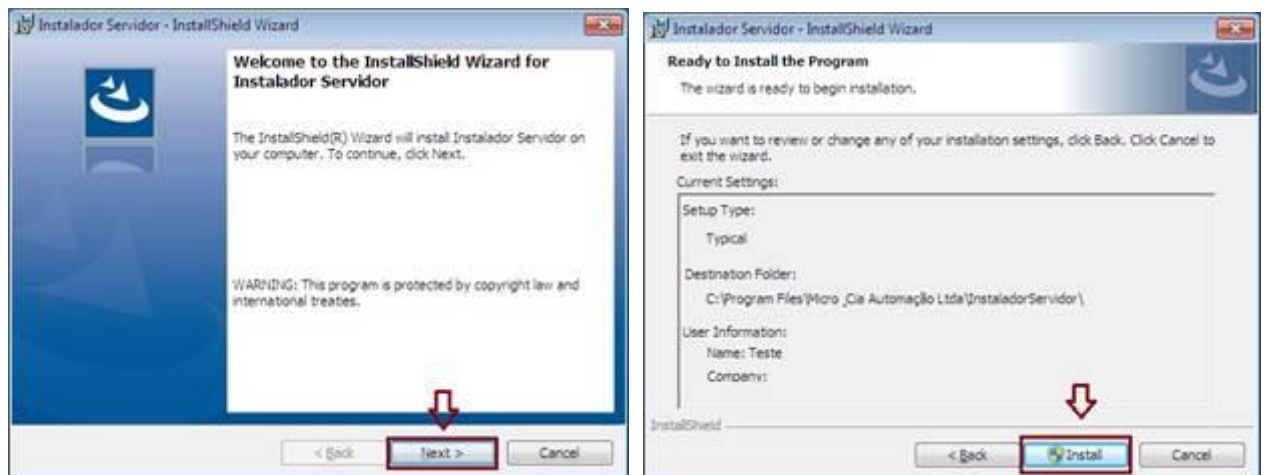 Instalador Servidor - InstallShield Wizard
Welcome to the InstallShield Wizard for
Instalador Servidor
The InstallShield(R) Wizard will install Instalador Servidor on
your computer. To continue, click Next.
WARNING: This program is protected by copyright law and
international treaties.
< Back
Next >
Cancel
Instalador Servidor - InstallShield Wizard
Ready to Install the Program
The wizard is ready to begin installation.
If you want to review or change any of your installation settings, click Back. Click Cancel to
exit the wizard.
Current Settings:
Setup Type:
Typical
Destination Folder:
C:\Program Files\Micro _Cia Automação Ltda\InstaladorServidor\
User Information:
Name: Teste
Company:
InstallShield
< Back
Install
Cancel